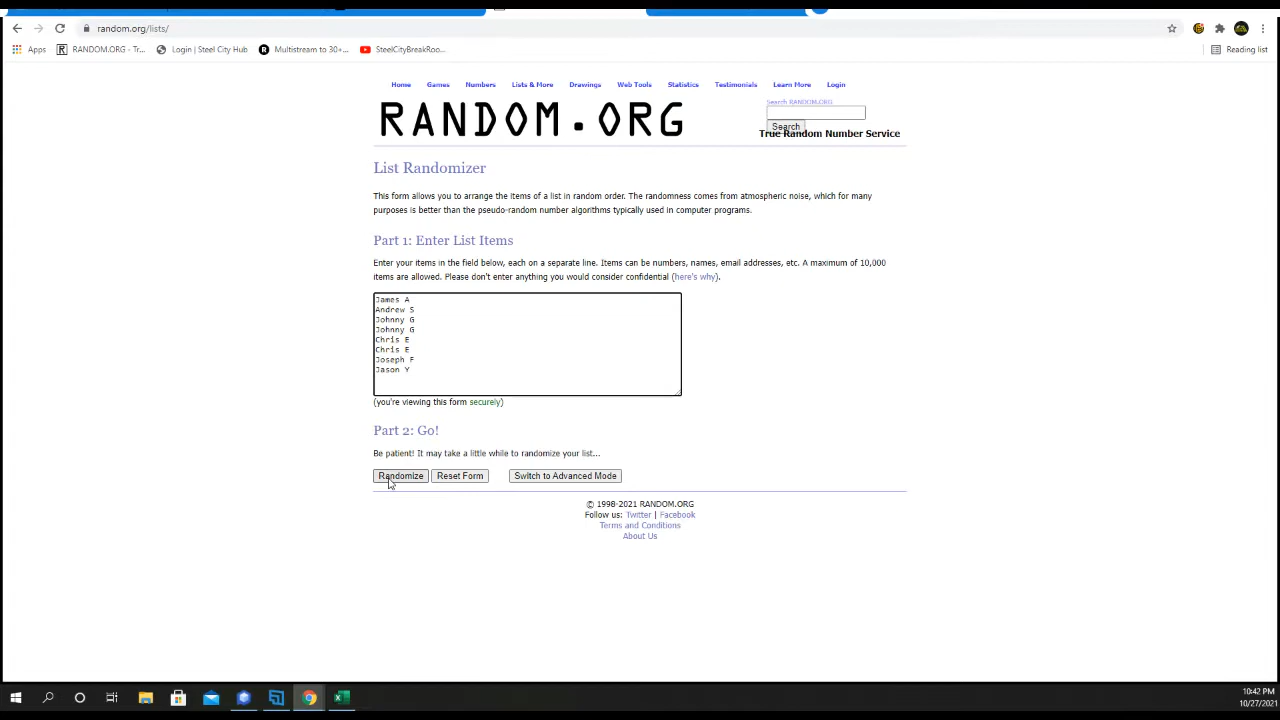 random.org/lists/
Apps
RANDOM.ORG - Tr...
Login | Steel City Hub
Multistream to 30+...
SteelCityBreakRoo...
Reading list
Home Games Numbers Lists & More Drawings Web Tools Statistics Testimonials Learn More Login
Search RANDOM.ORG
RANDOM.ORG
Search
True Random Number Service
List Randomizer
This form allows you to arrange the items of a list in random order. The randomness comes from atmospheric noise, which for many
purposes is better than the pseudo-random number algorithms typically used in computer programs.
Part 1: Enter List Items
Enter your items in the field below, each on a separate line. Items can be numbers, names, email addresses, etc. A maximum of 10,000
items are allowed. Please don't enter anything you would consider confidential (here's why).
James A
Andrew S
Johnny G
Johnny G
Chris E
Chris E
Joseph F
Jason Y
(you're viewing this form securely)
Part 2: Go!
Be patient! It may take a little while to randomize your list...
Randomize Reset Form Switch to Advanced Mode
© 1998-2021 RANDOM.ORG
Follow us: Twitter | Facebook
Terms and Conditions
About Us
10:42 PM
10/27/2021